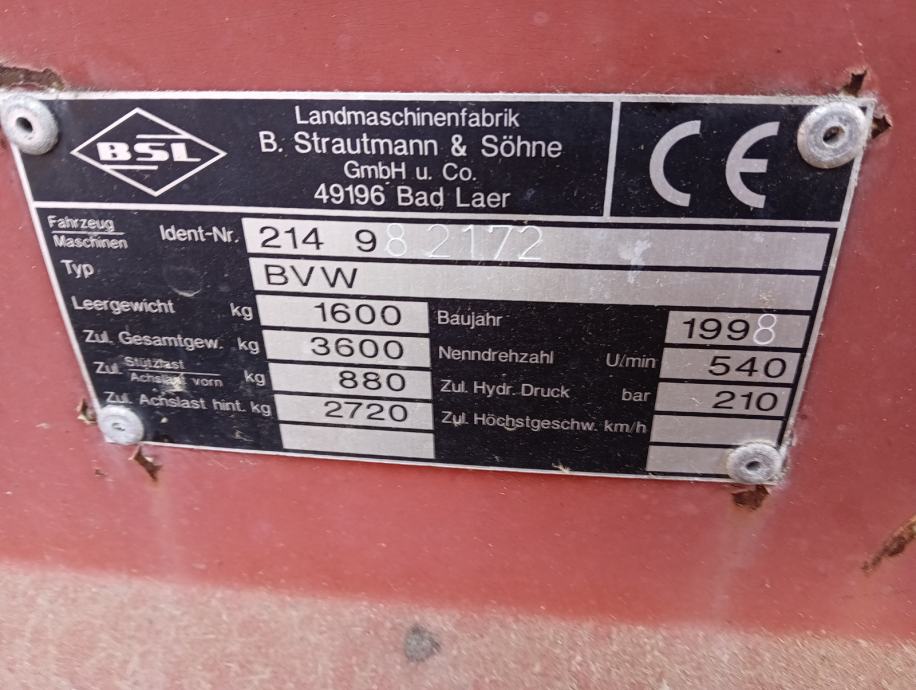 BSL
Landmaschinenfabrik
B. Strautmann & Söhne
GmbH u. Co.
49196 Bad Laer
CE
Fahrzeug
Maschinen
Ident-Nr. 214 982172
Typ BVW
Leergewicht kg 1600
Zul. Gesamtgew. kg 3600
Zul. Stützlast
Achslast vorn kg 880
Zul. Achslast hint. kg 2720
Baujahr 1998
Nenndrehzahl U/min 540
Zul. Hydr. Druck bar 210
Zul. Höchstgeschw. km/h